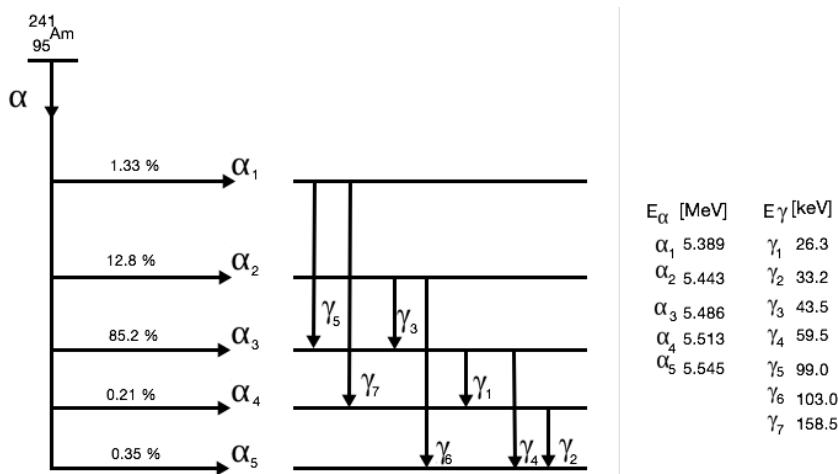 241
95 Am
α
1.33 % α1
12.8 % α2
γ5 γ3
85.2 % α3
γ7 γ1
0.21 % α4
γ6 γ4 γ2
0.35 % α5
Eα [MeV] Eγ [keV]
α1 5.389 γ1 26.3
α2 5.443 γ2 33.2
α3 5.486 γ3 43.5
α4 5.513 γ4 59.5
α5 5.545 γ5 99.0
γ6 103.0
γ7 158.5